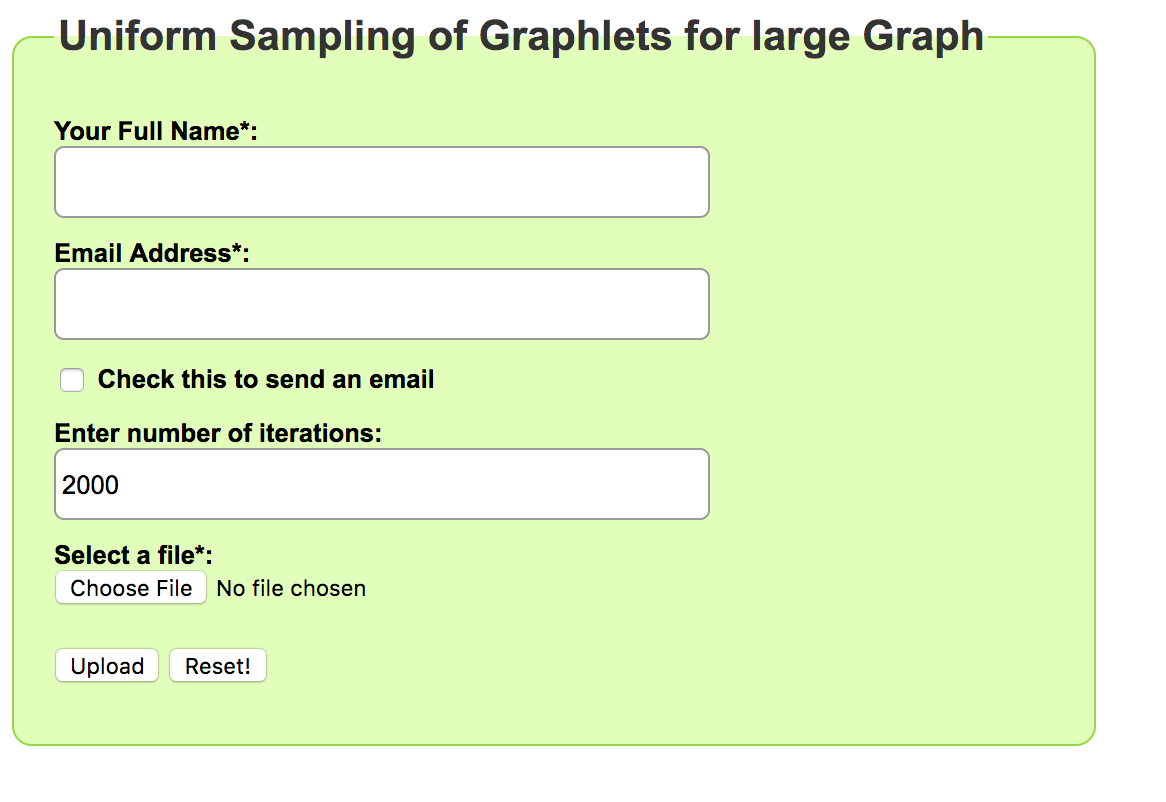 Uniform Sampling of Graphlets for large Graph
Your Full Name*:
Email Address*:
Check this to send an email
Enter number of iterations:
2000
Select a file*:
Choose File No file chosen
Upload Reset!